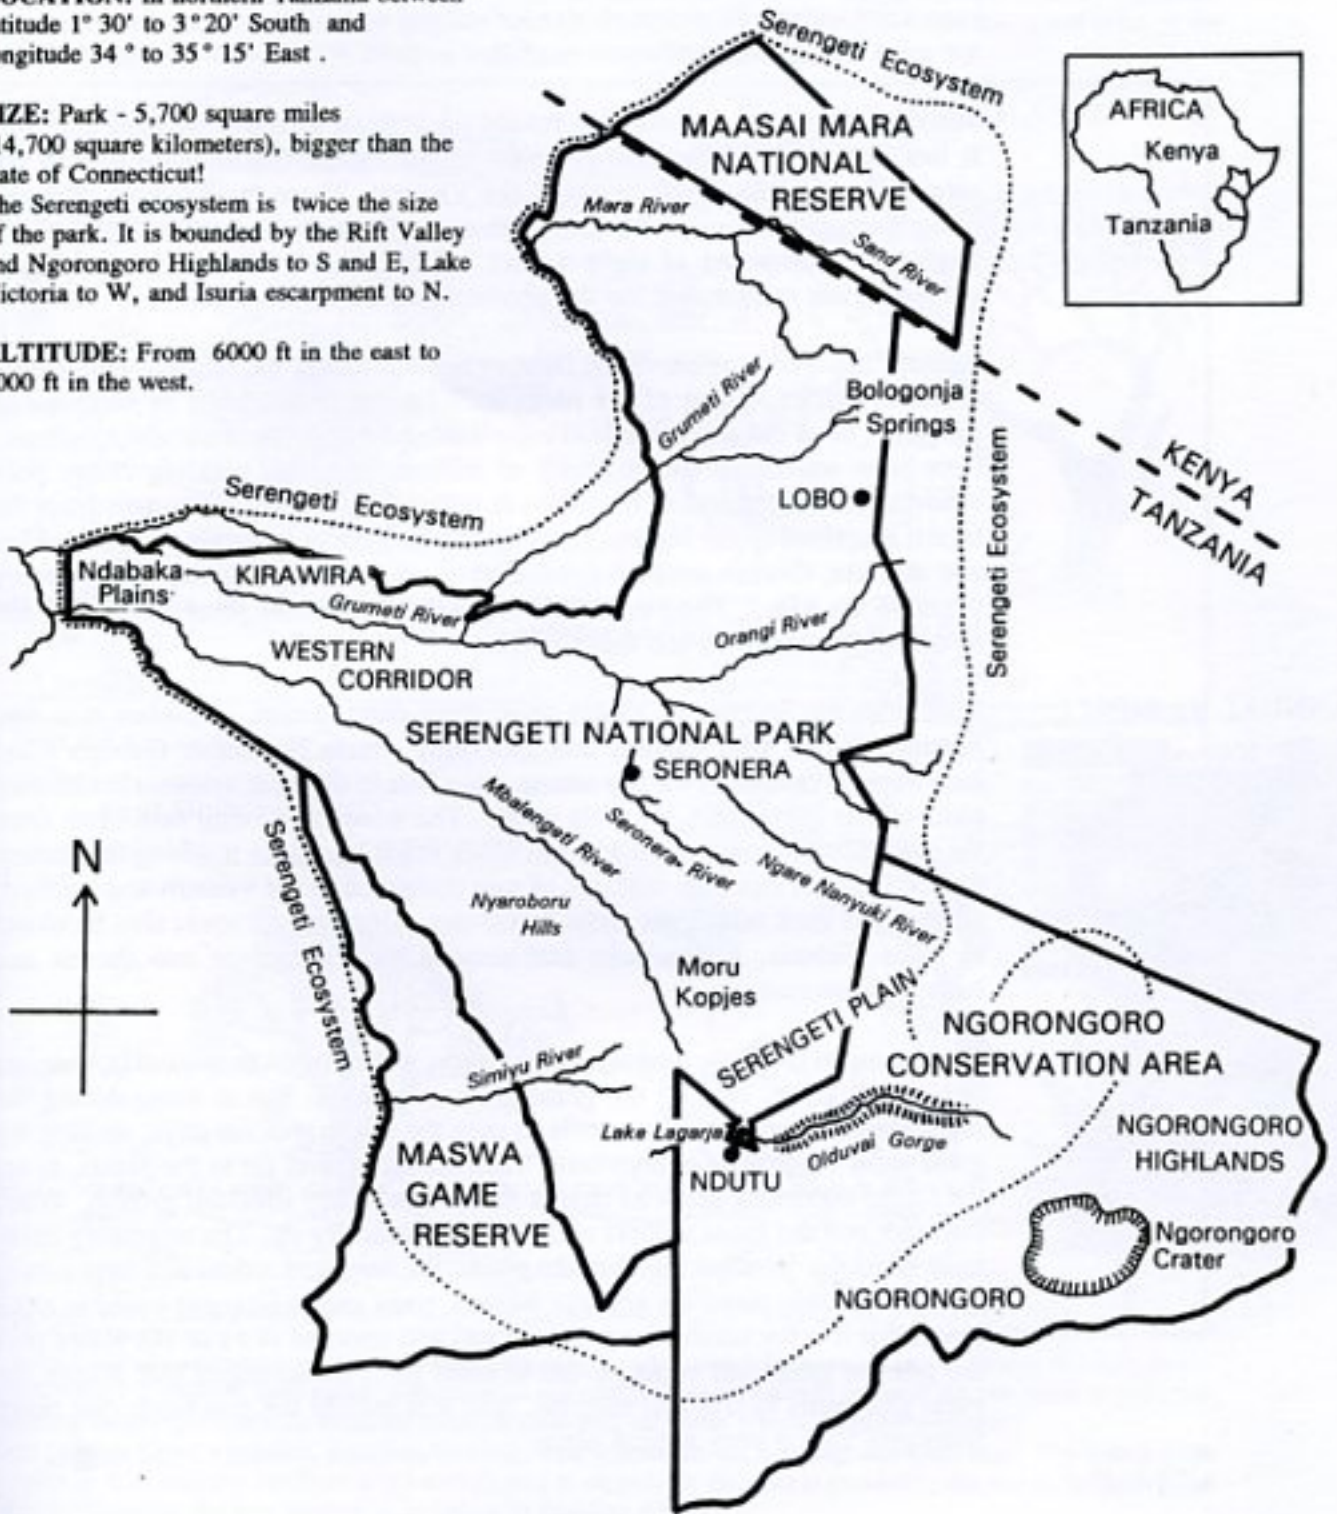 OCATION: In northern Tanzania between
titude 1° 30' to 3°20' South and
ngitude 34 ° to 35° 15' East .
IZE: Park - 5,700 square miles
4,700 square kilometers), bigger than the
ate of Connecticut!
he Serengeti ecosystem is twice the size
f the park. It is bounded by the Rift Valley
nd Ngorongoro Highlands to S and E, Lake
ictoria to W, and Isuria escarpment to N.
LTITUDE: From 6000 ft in the east to
000 ft in the west.
Serengeti Ecosystem
AFRICA
Kenya
Tanzania
MAASAI MARA
NATIONAL
RESERVE
Mara River
Sand River
Grumeti River
Bologonja
Springs
LOBO
KENYA
TANZANIA
Serengeti Ecosystem
Serengeti Ecosystem
Ndabaka
Plains
KIRAWIRA
Grumeti River
WESTERN
CORRIDOR
Orangi River
SERENGETI NATIONAL PARK
SERONERA
Mbalengeti River
Seronera River
Ngare Nanyuki River
Nyaroboru
Hills
Serengeti Ecosystem
N
Moru
Kopjes
SERENGETI PLAIN
NGORONGORO
CONSERVATION AREA
Simiyu River
Lake Lagarja
Olduvai Gorge
NDUTU
NGORONGORO
HIGHLANDS
MASWA
GAME
RESERVE
Ngorongoro
Crater
NGORONGORO